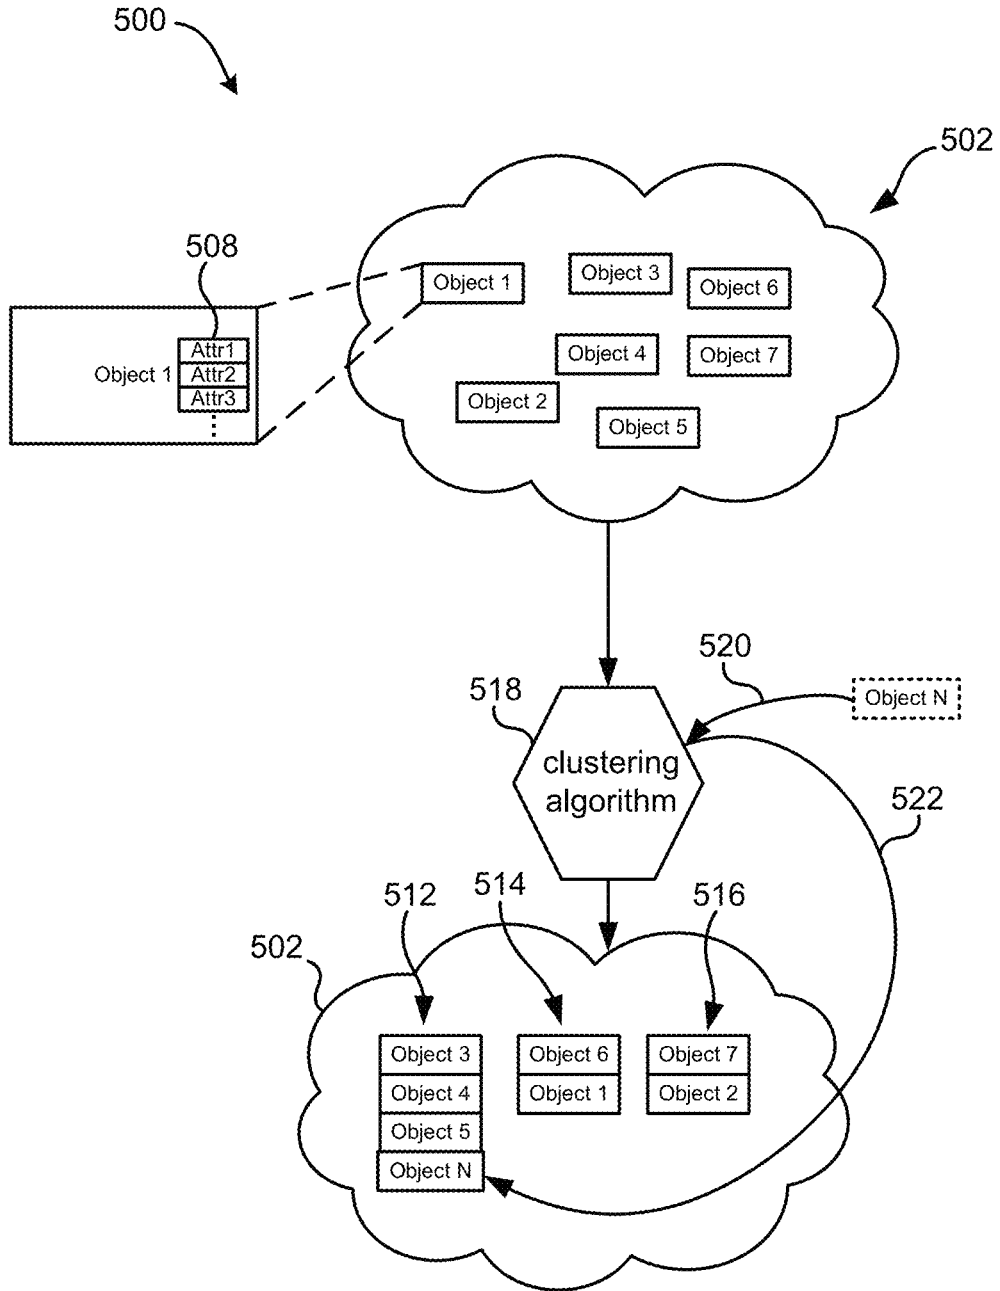 500
502
508
Object 1
Object 3
Object 6
Attr1
Object 1
Attr2
Attr3
Object 4
Object 7
Object 2
Object 5
520
518
Object N
clustering
algorithm
522
514
512
516
502
Object 3
Object 4
Object 5
Object N
Object 6
Object 1
Object 7
Object 2